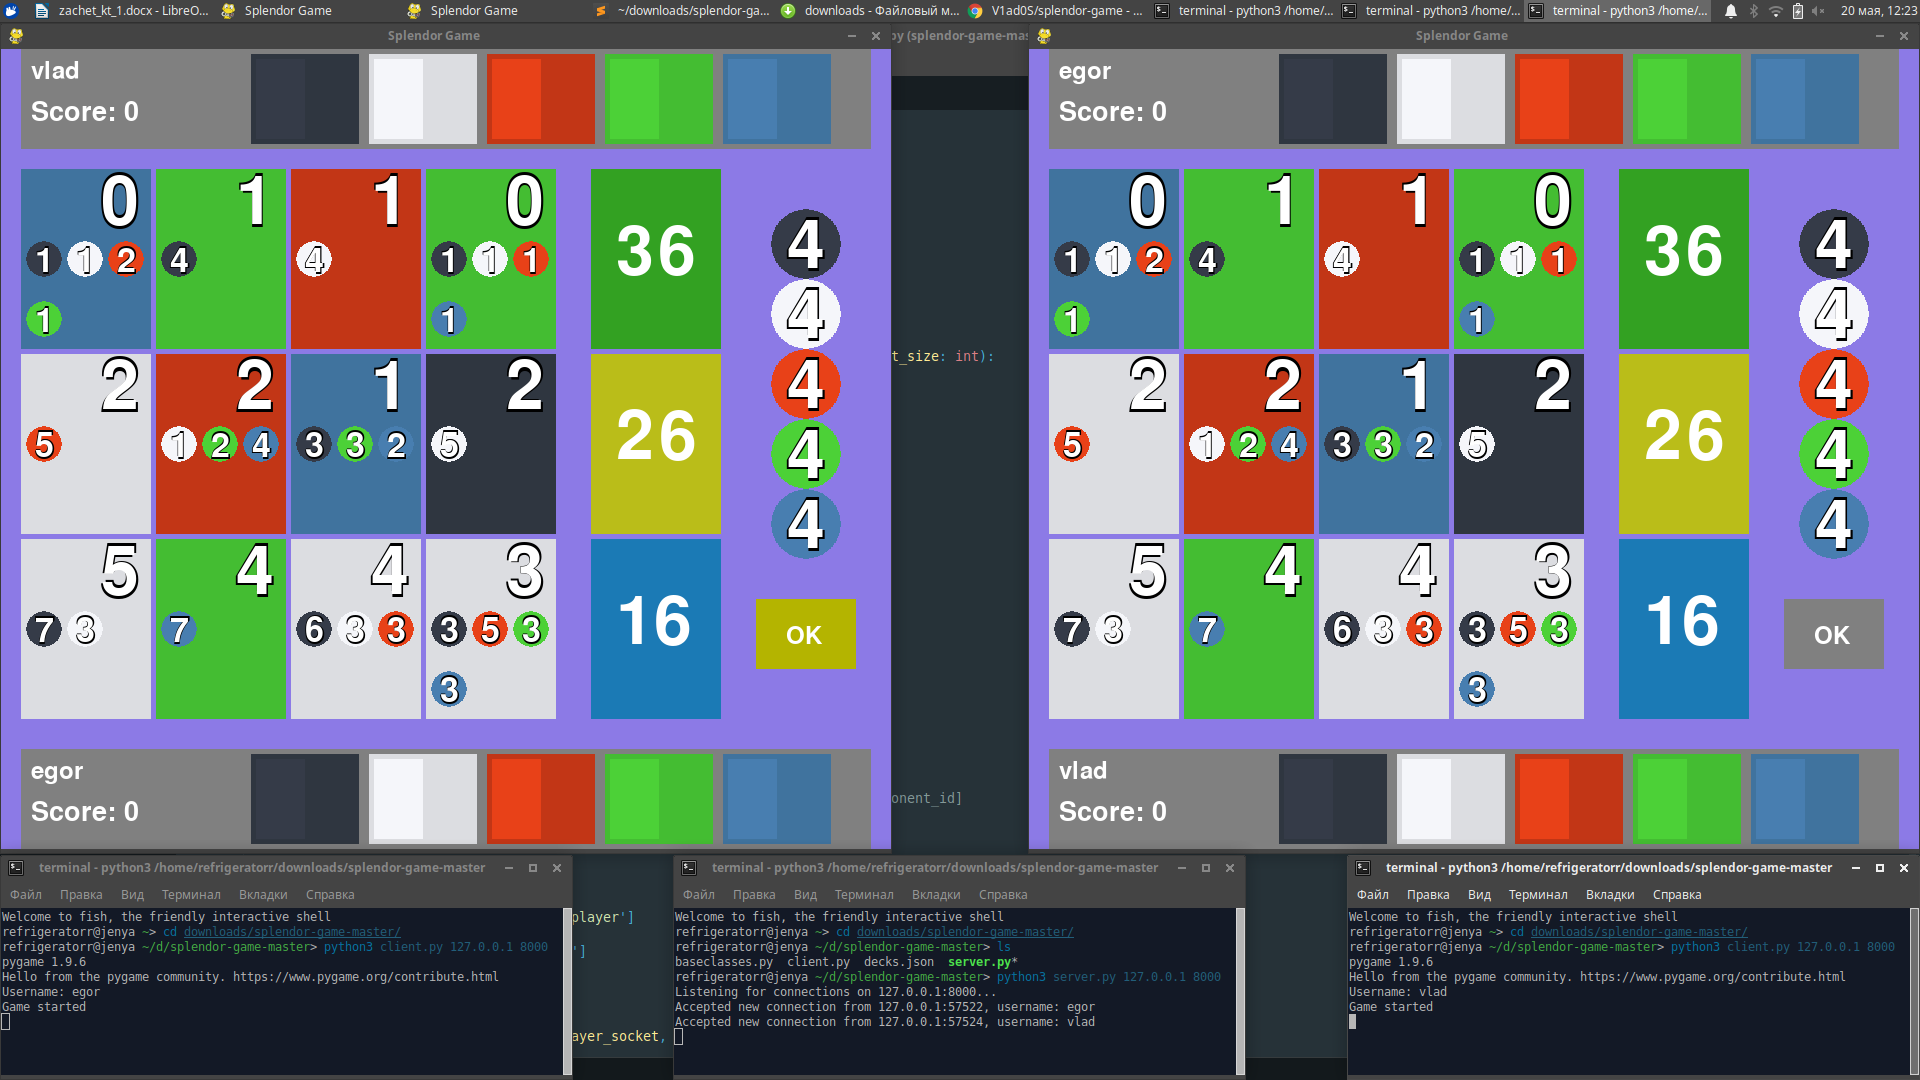 zachet_kt_1.docx - LibreO...
Splendor Game
Splendor Game
~/downloads/splendor-ga...
downloads - Файловый м...
V1ad0S/splendor-game - ...
terminal - python3 /home/...
terminal - python3 /home/...
terminal - python3 /home/...
20 мая, 12:23
Splendor Game
vlad
Score: 0
0 1 1 0
36
4
1 1 2 4 4 1 1 1
1 1
4
2 2 1 2
26
4
5 1 2 4 3 3 2 5
4
4
5 4 4 3
16
7 3 7 6 3 3 3 5 3
3
OK
egor
Score: 0
py (splendor-game-mas
t_size: int):
onent_id]
player']
']
ayer_socket,
Splendor Game
egor
Score: 0
0 1 1 0
36
4
1 1 2 4 4 1 1 1
1 1
4
2 2 1 2
26
4
5 1 2 4 3 3 2 5
4
4
5 4 4 3
16
7 3 7 6 3 3 3 5 3
3
OK
vlad
Score: 0
terminal - python3 /home/refrigeratorr/downloads/splendor-game-master
Файл Правка Вид Терминал Вкладки Справка
Welcome to fish, the friendly interactive shell
refrigeratorr@jenya ~> cd downloads/splendor-game-master/
refrigeratorr@jenya ~/d/splendor-game-master> python3 client.py 127.0.0.1 8000
pygame 1.9.6
Hello from the pygame community. https://www.pygame.org/contribute.html
Username: egor
Game started
terminal - python3 /home/refrigeratorr/downloads/splendor-game-master
Файл Правка Вид Терминал Вкладки Справка
Welcome to fish, the friendly interactive shell
refrigeratorr@jenya ~> cd downloads/splendor-game-master/
refrigeratorr@jenya ~/d/splendor-game-master> ls
baseclasses.py client.py decks.json server.py*
refrigeratorr@jenya ~/d/splendor-game-master> python3 server.py 127.0.0.1 8000
Listening for connections on 127.0.0.1:8000...
Accepted new connection from 127.0.0.1:57522, username: egor
Accepted new connection from 127.0.0.1:57524, username: vlad
terminal - python3 /home/refrigeratorr/downloads/splendor-game-master
Файл Правка Вид Терминал Вкладки Справка
Welcome to fish, the friendly interactive shell
refrigeratorr@jenya ~> cd downloads/splendor-game-master/
refrigeratorr@jenya ~/d/splendor-game-master> python3 client.py 127.0.0.1 8000
pygame 1.9.6
Hello from the pygame community. https://www.pygame.org/contribute.html
Username: vlad
Game started